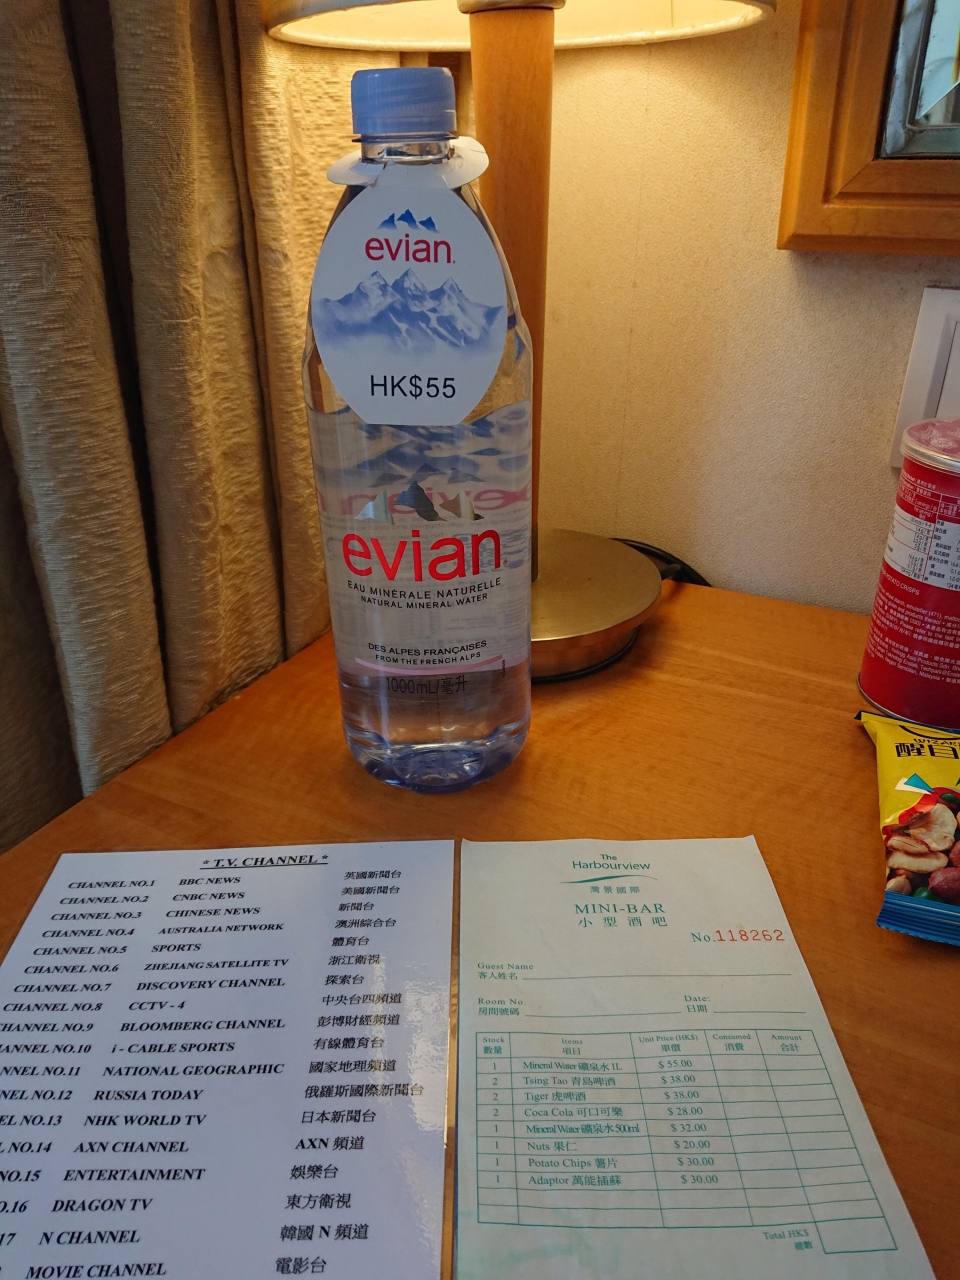 evian.
HK$55
evian
EAU MINÉRALE NATURELLE
NATURAL MINERAL WATER
DES ALPES FRANÇAISES
FROM THE FRENCH ALPS
1000mL/毫升
POTATO CRISPS
醒目
* T.V. CHANNEL *
CHANNEL NO.1 BBC NEWS 英國新聞台
CHANNEL NO.2 CNBC NEWS 美國新聞台
CHANNEL NO.3 CHINESE NEWS 新聞台
CHANNEL NO.4 AUSTRALIA NETWORK 澳洲綜合台
CHANNEL NO.5 SPORTS 體育台
CHANNEL NO.6 ZHEJIANG SATELLITE TV 浙江衛視
CHANNEL NO.7 DISCOVERY CHANNEL 探索台
CHANNEL NO.8 CCTV - 4 中央台四頻道
CHANNEL NO.9 BLOOMBERG CHANNEL 彭博財經頻道
ANNEL NO.10 i - CABLE SPORTS 有線體育台
NNEL NO.11 NATIONAL GEOGRAPHIC 國家地理頻道
NEL NO.12 RUSSIA TODAY 俄羅斯國際新聞台
EL NO.13 NHK WORLD TV 日本新聞台
L NO.14 AXN CHANNEL AXN 頻道
NO.15 ENTERTAINMENT 娛樂台
O.16 DRAGON TV 東方衛視
17 N CHANNEL 韓國 N 頻道
MOVIE CHANNEL 電影台
The
Harbourview
灣景國際
MINI-BAR
小型酒吧
No.118262
Guest Name
客人姓名
Room No. Date:
房間號碼 日期
Stock Items Unit Price (HK$) Consumed Amount
數量 項目 單價 消費 合計
1 Mineral Water 礦泉水 1L $ 55.00
2 Tsing Tao 青島啤酒 $ 38.00
2 Tiger 虎啤酒 $ 38.00
2 Coca Cola 可口可樂 $ 28.00
1 Mineral Water 礦泉水 500ml $ 32.00
1 Nuts 果仁 $ 20.00
1 Potato Chips 薯片 $ 30.00
1 Adaptor 萬能插蘇 $ 30.00
Total HK$
總數